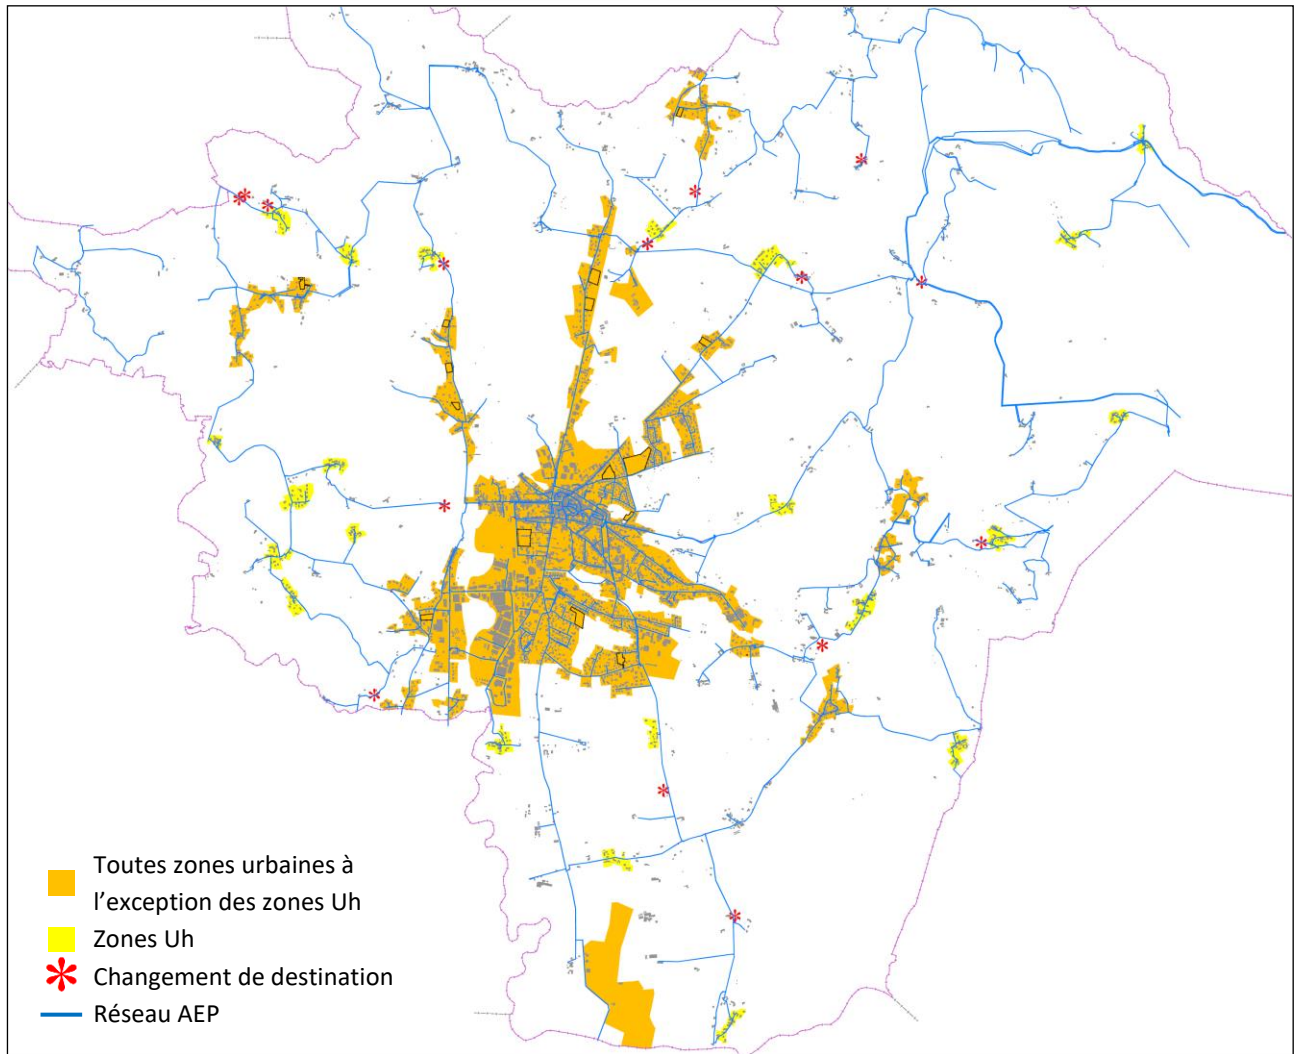 Toutes zones urbaines à
l’exception des zones Uh
Zones Uh
Changement de destination
Réseau AEP